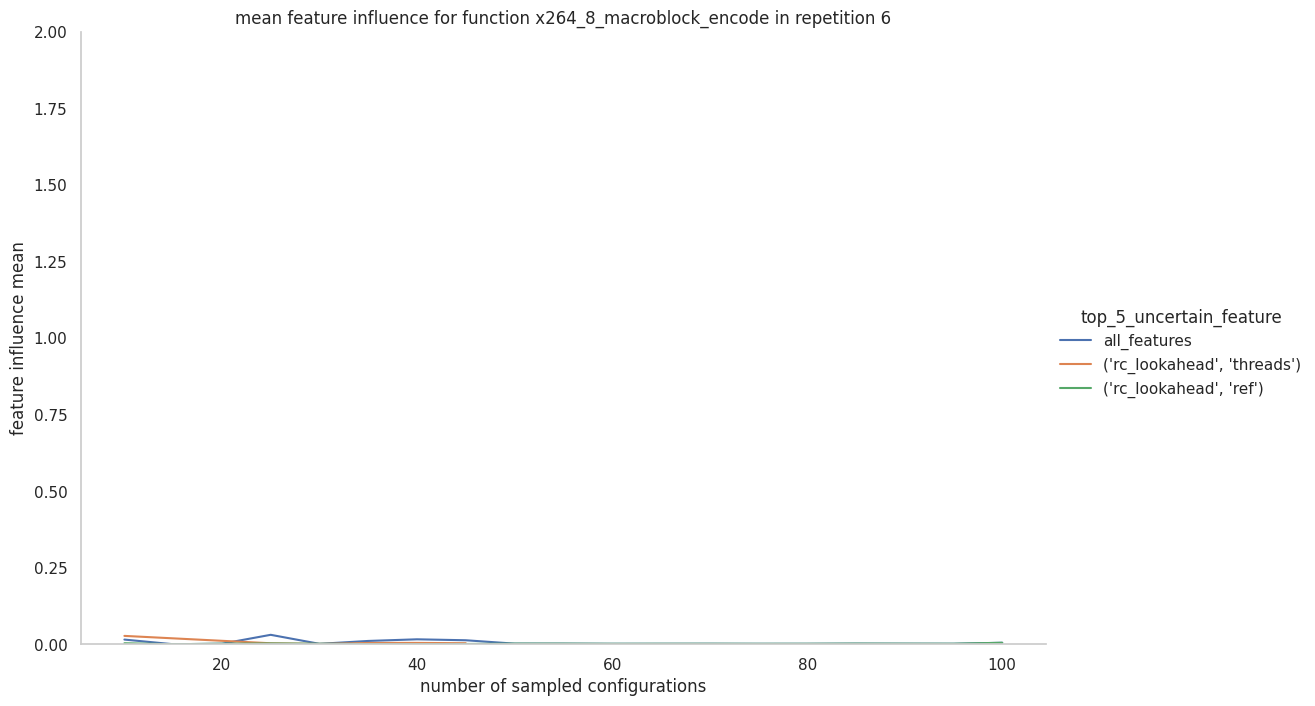 mean feature influence for function x264_8_macroblock_encode in repetition 6
2.00
1.75
1.50
1.25
1.00
0.75
0.50
0.25
0.00
feature influence mean
20
40
60
80
100
number of sampled configurations
top_5_uncertain_feature
all_features
('rc_lookahead', 'threads')
('rc_lookahead', 'ref')